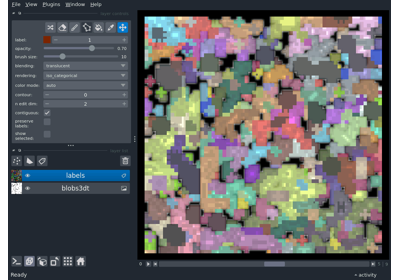 File View Plugins Window Help
label: 1
opacity: 0.70
brush size: 10
blending: translucent
rendering: iso_categorical
color mode: auto
contour: 0
n edit dim: 2
contiguous:
preserve
labels:
show
selected:
labels
blobs3dt
Ready
activity